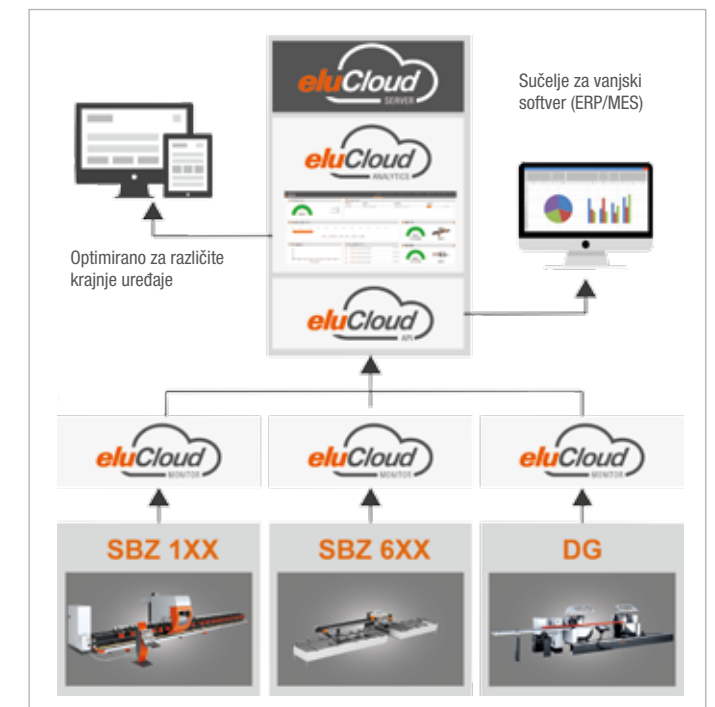 eluCloud
SERVER
Sučelje za vanjski
softver (ERP/MES)
eluCloud
ANALYTICS
Optimirano za različite
krajnje uređaje
eluCloud
API
eluCloud
MONITOR
eluCloud
MONITOR
eluCloud
MONITOR
SBZ 1XX
SBZ 6XX
DG